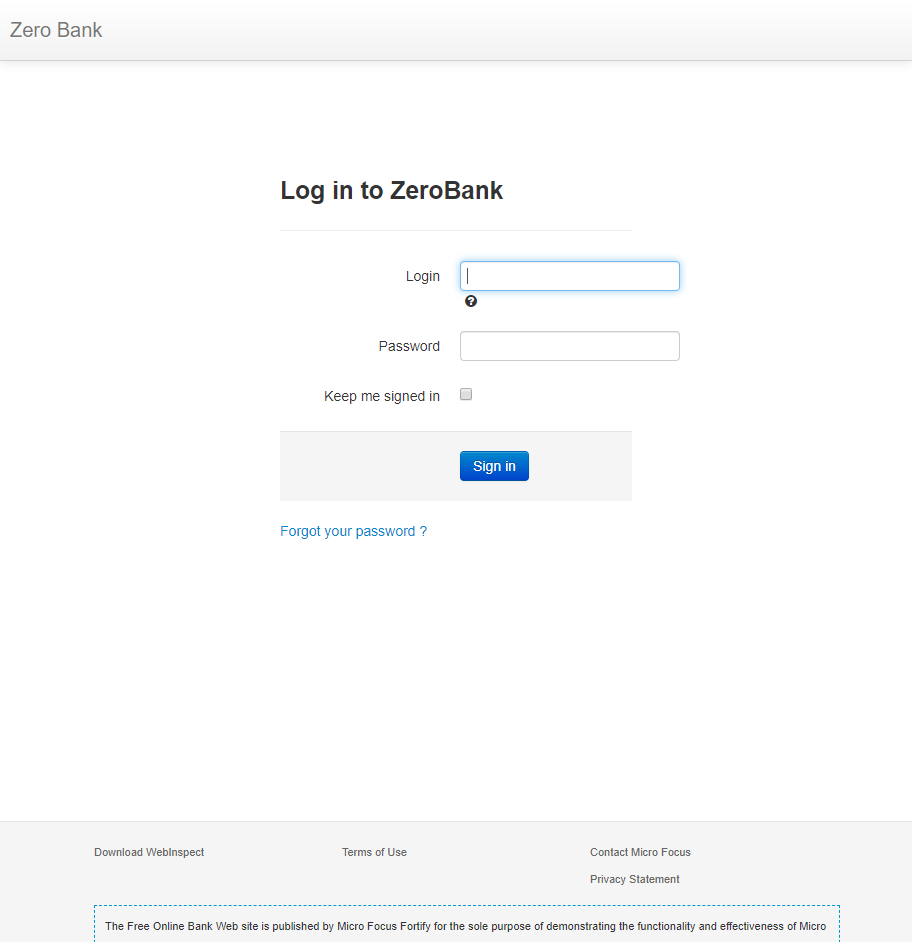 Zero Bank
Log in to ZeroBank
Login
Password
Keep me signed in
Sign in
Forgot your password ?
Download WebInspect
Terms of Use
Contact Micro Focus
Privacy Statement
The Free Online Bank Web site is published by Micro Focus Fortify for the sole purpose of demonstrating the functionality and effectiveness of Micro